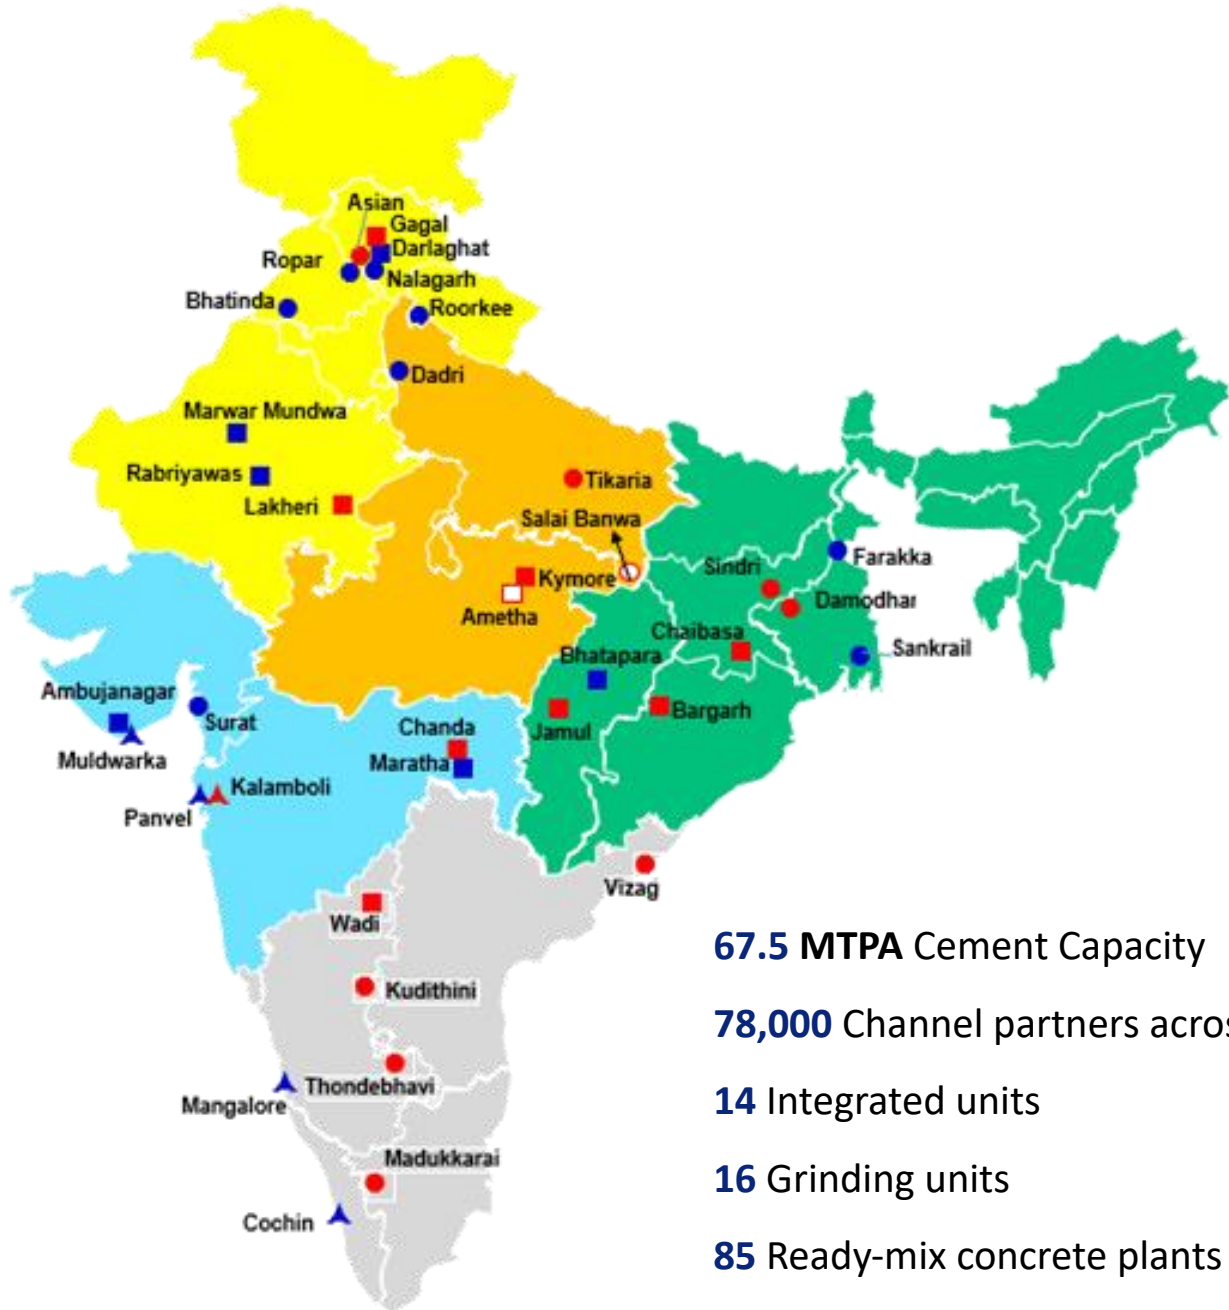 Asian
Gagal
Darlaghat
Ropar
Nalagarh
Bhatinda
Roorkee
Dadri
Marwar Mundwa
Rabriyawas
Tikaria
Lakheri
Salai Banwa
Farakka
Sindri
Kymore
Damodhar
Ametha
Chaibasa
Sankrail
Bhatapara
Ambujanagar
Bargarh
Surat
Chanda
Jamul
Muldwarka
Maratha
Kalamboli
Panvel
Vizag
Wadi
67.5 MTPA Cement Capacity
Kudithini
78,000 Channel partners acros
Thondebhavi
Mangalore
14 Integrated units
Madukkarai
16 Grinding units
Cochin
85 Ready-mix concrete plants